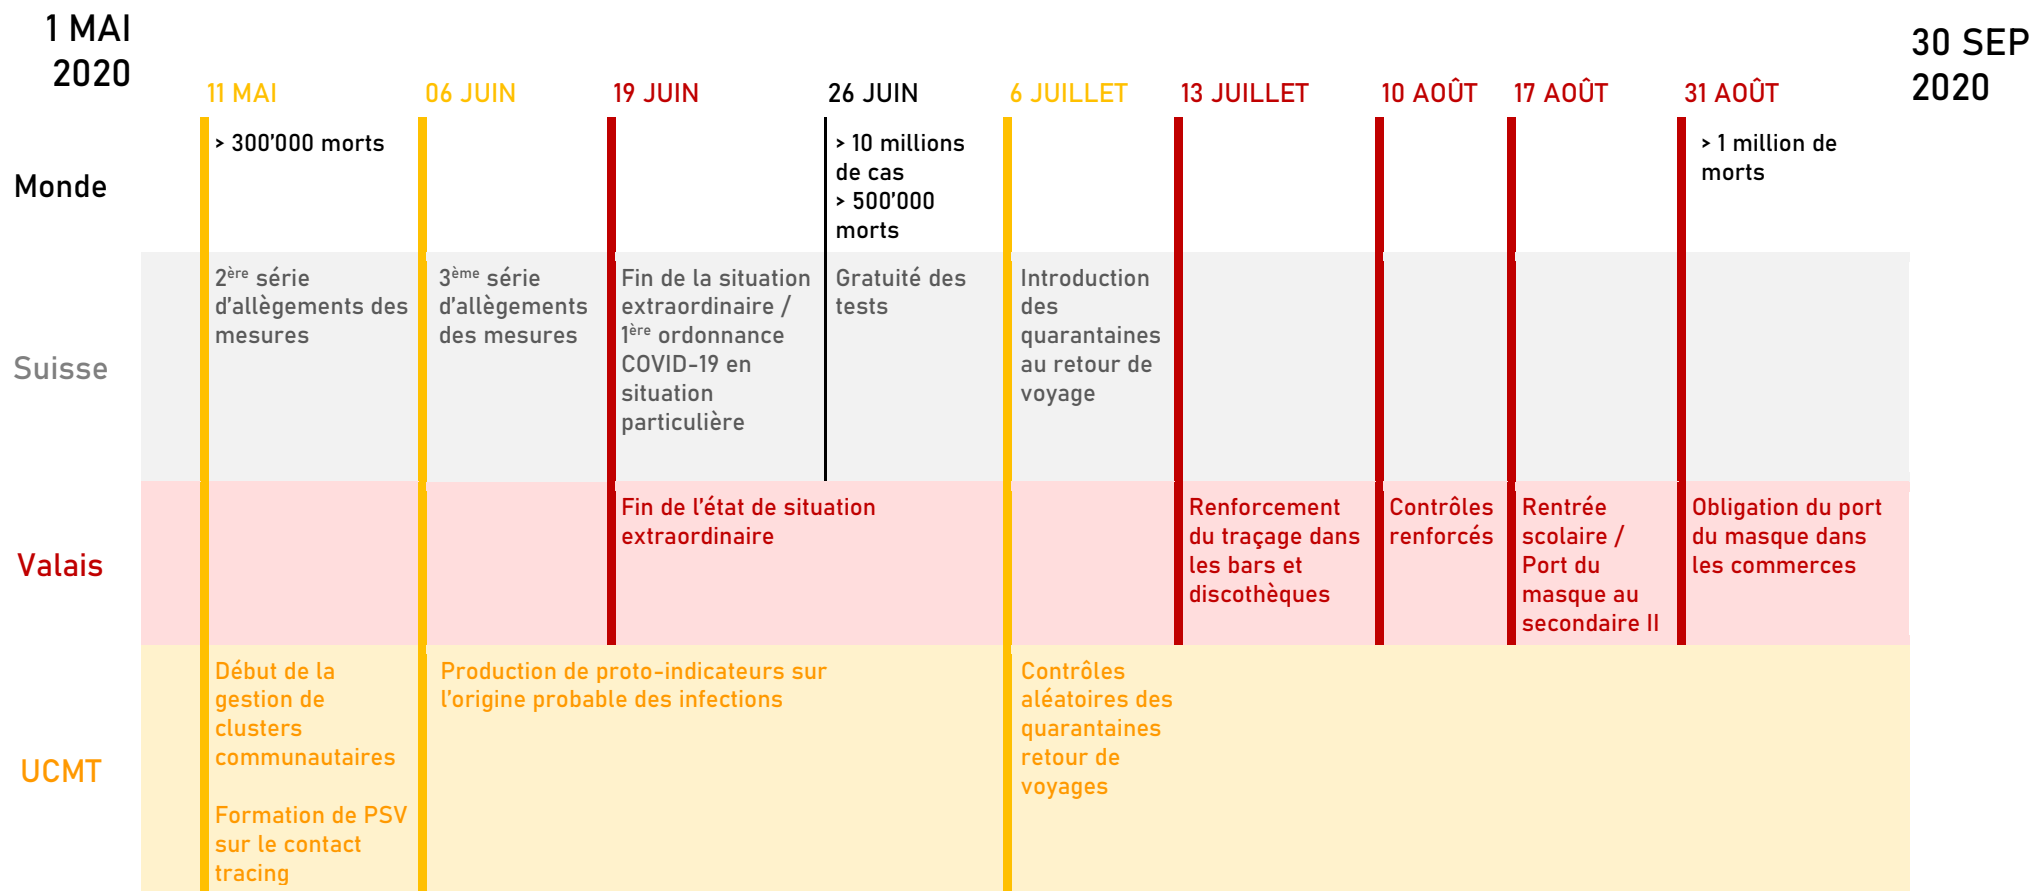 1 MAI
2020
30 SEP
2020
11 MAI
06 JUIN
19 JUIN
26 JUIN
6 JUILLET
13 JUILLET
10 AOÛT
17 AOÛT
31 AOÛT
Monde
> 300'000 morts
> 10 millions
de cas
> 500'000
morts
> 1 million de
morts
Suisse
2ère série
d'allègements des
mesures
3ème série
d'allègements
des mesures
Fin de la situation
extraordinaire /
1ère ordonnance
COVID-19 en
situation
particulière
Gratuité des
tests
Introduction
des
quarantaines
au retour de
voyage
Valais
Fin de l'état de situation
extraordinaire
Renforcement
du traçage dans
les bars et
discothèques
Contrôles
renforcés
Rentrée
scolaire /
Port du
masque au
secondaire II
Obligation du port
du masque dans
les commerces
UCMT
Début de la
gestion de
clusters
communautaires
Formation de PSV
sur le contact
tracing
Production de proto-indicateurs sur
l'origine probable des infections
Contrôles
aléatoires des
quarantaines
retour de
voyages